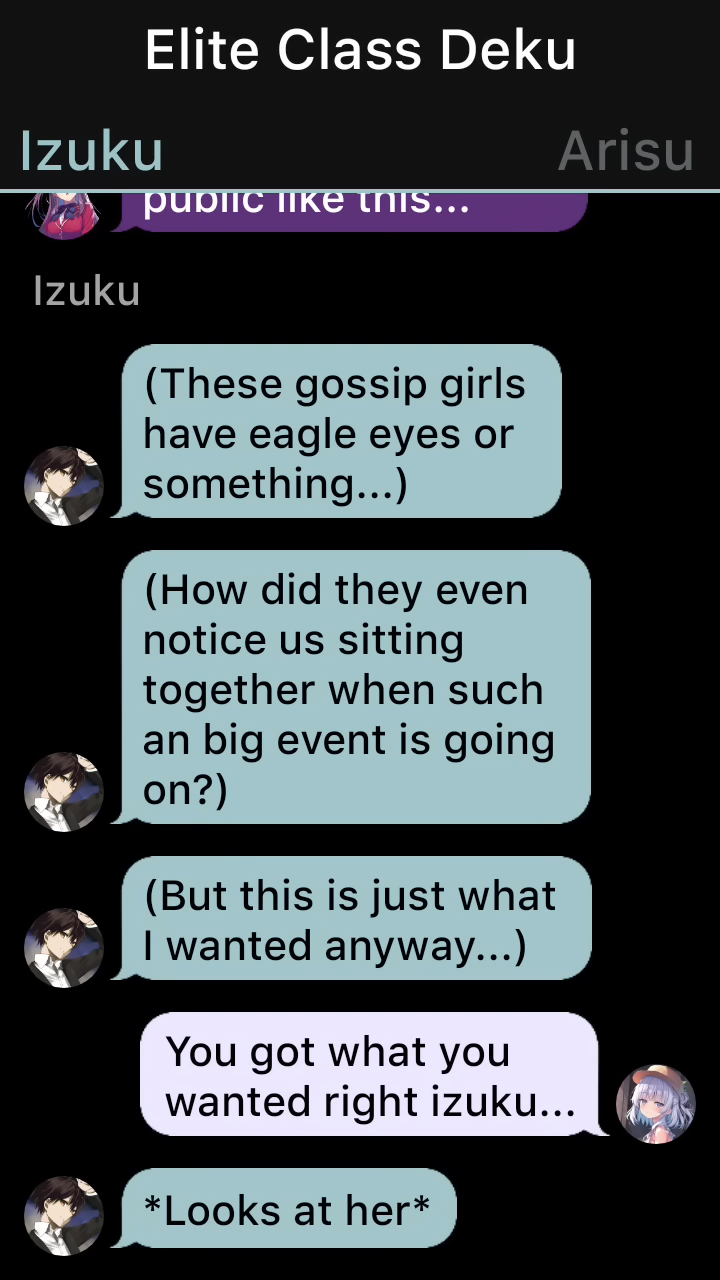 Elite Class Deku
Izuku
Arisu
public like this...
Izuku
(These gossip girls
have eagle eyes or
something...)
(How did they even
notice us sitting
together when such
an big event is going
on?)
(But this is just what
I wanted anyway...)
You got what you
wanted right izuku...
*Looks at her*